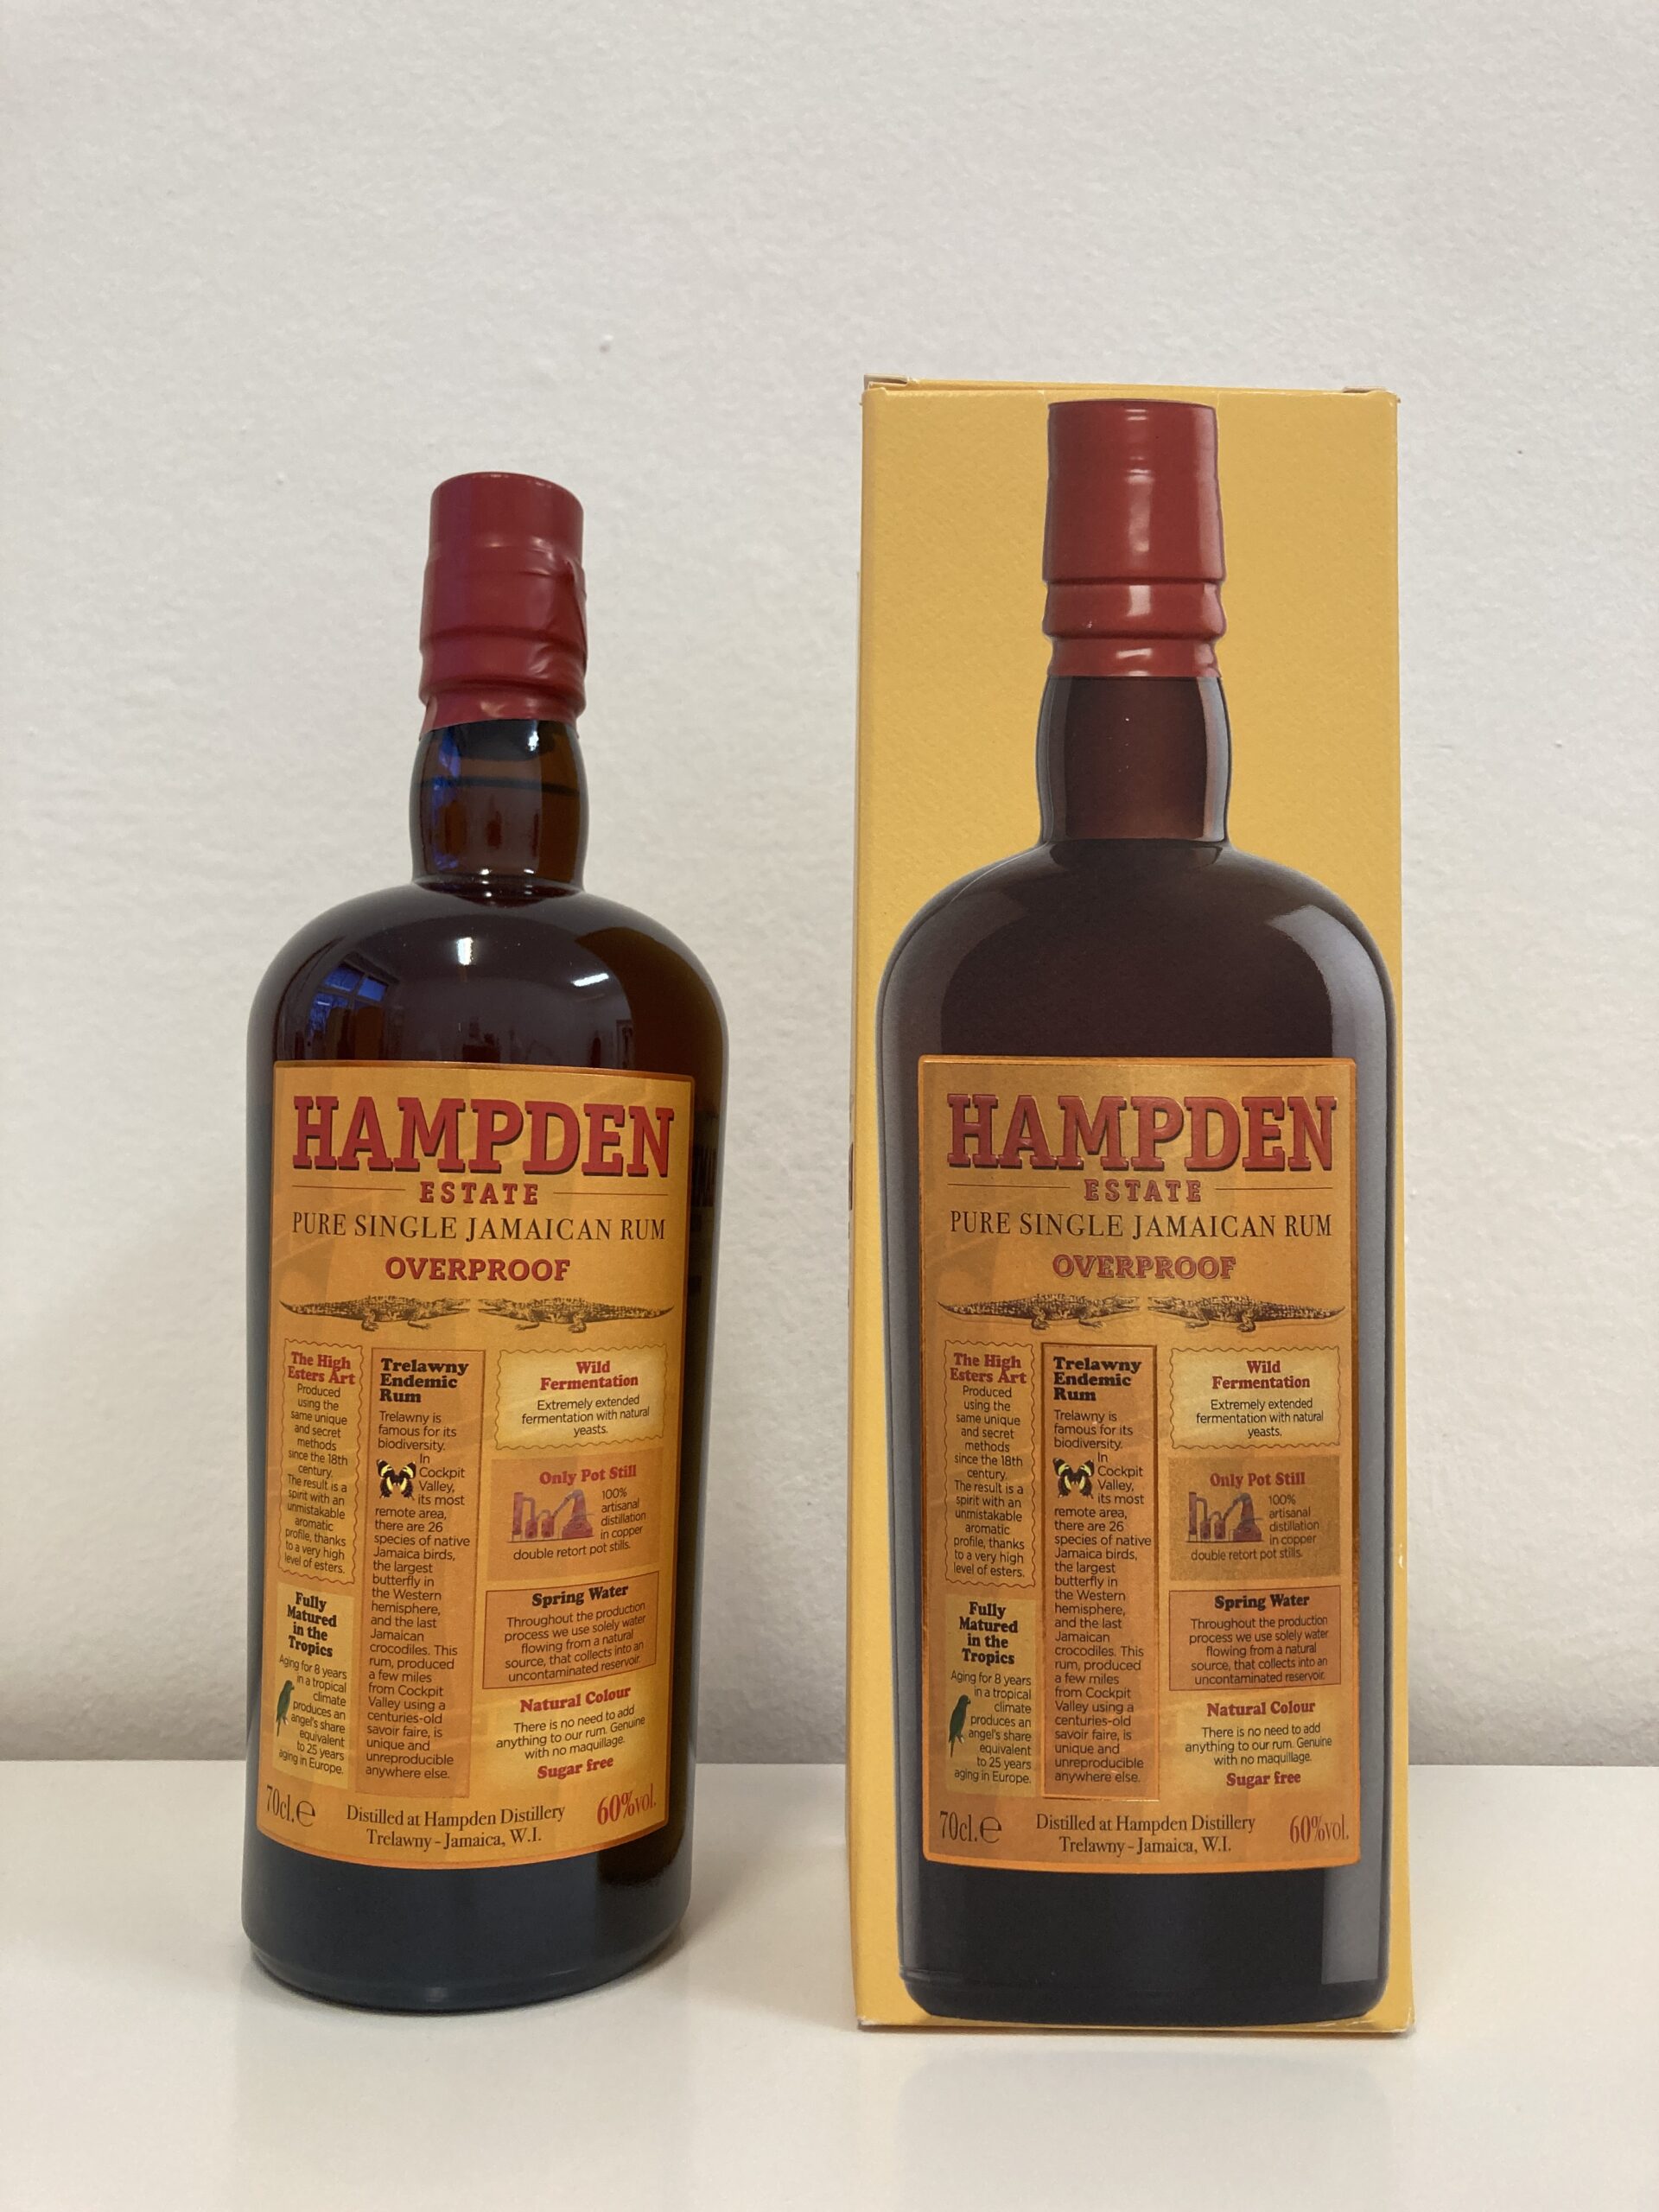 HAMPDEN
ESTATE
PURE SINGLE JAMAICAN RUM
OVERPROOF
The High
Esters Art
Produced
using the
same unique
and secret
methods
since the 18th
century.
The result is a
spirit with an
unmistakable
aromatic
profile, thanks
to a very high
level of esters.
Fully
Matured
in the
Tropics
Aging for 8 years
in a tropical
climate
produces an
angel's share
equivalent
to 25 years
aging in Europe.
Trelawny
Endemic
Rum
Trelawny is
famous for its
biodiversity.
In
Cockpit
Valley,
its most
remote area,
there are 26
species of native
Jamaica birds,
the largest
butterfly in
the Western
hemisphere,
and the last
Jamaican
crocodiles. This
rum, produced
a few miles
from Cockpit
Valley using a
centuries-old
savoir faire, is
unique and
unreproducible
anywhere else.
Wild
Fermentation
Extremely extended
fermentation with natural
yeasts.
Only Pot Still
100%
artisanal
distillation
in copper
double retort pot stills.
Spring Water
Throughout the production
process we use solely water
flowing from a natural
source, that collects into an
uncontaminated reservoir.
Natural Colour
There is no need to add
anything to our rum. Genuine
with no maquillage.
Sugar free
70cl.℮
Distilled at Hampden Distillery
Trelawny - Jamaica, W.I.
60%vol.
HAMPDEN
ESTATE
PURE SINGLE JAMAICAN RUM
OVERPROOF
The High
Esters Art
Produced
using the
same unique
and secret
methods
since the 18th
century.
The result is a
spirit with an
unmistakable
aromatic
profile, thanks
to a very high
level of esters.
Fully
Matured
in the
Tropics
Aging for 8 years
in a tropical
climate
produces an
angel's share
equivalent
to 25 years
aging in Europe.
Trelawny
Endemic
Rum
Trelawny is
famous for its
biodiversity.
In
Cockpit
Valley,
its most
remote area,
there are 26
species of native
Jamaica birds,
the largest
butterfly in
the Western
hemisphere,
and the last
Jamaican
crocodiles. This
rum, produced
a few miles
from Cockpit
Valley using a
centuries-old
savoir faire, is
unique and
unreproducible
anywhere else.
Wild
Fermentation
Extremely extended
fermentation with natural
yeasts.
Only Pot Still
100%
artisanal
distillation
in copper
double retort pot stills.
Spring Water
Throughout the production
process we use solely water
flowing from a natural
source, that collects into an
uncontaminated reservoir.
Natural Colour
There is no need to add
anything to our rum. Genuine
with no maquillage.
Sugar free
70cl.℮
Distilled at Hampden Distillery
Trelawny - Jamaica, W.I.
60%vol.